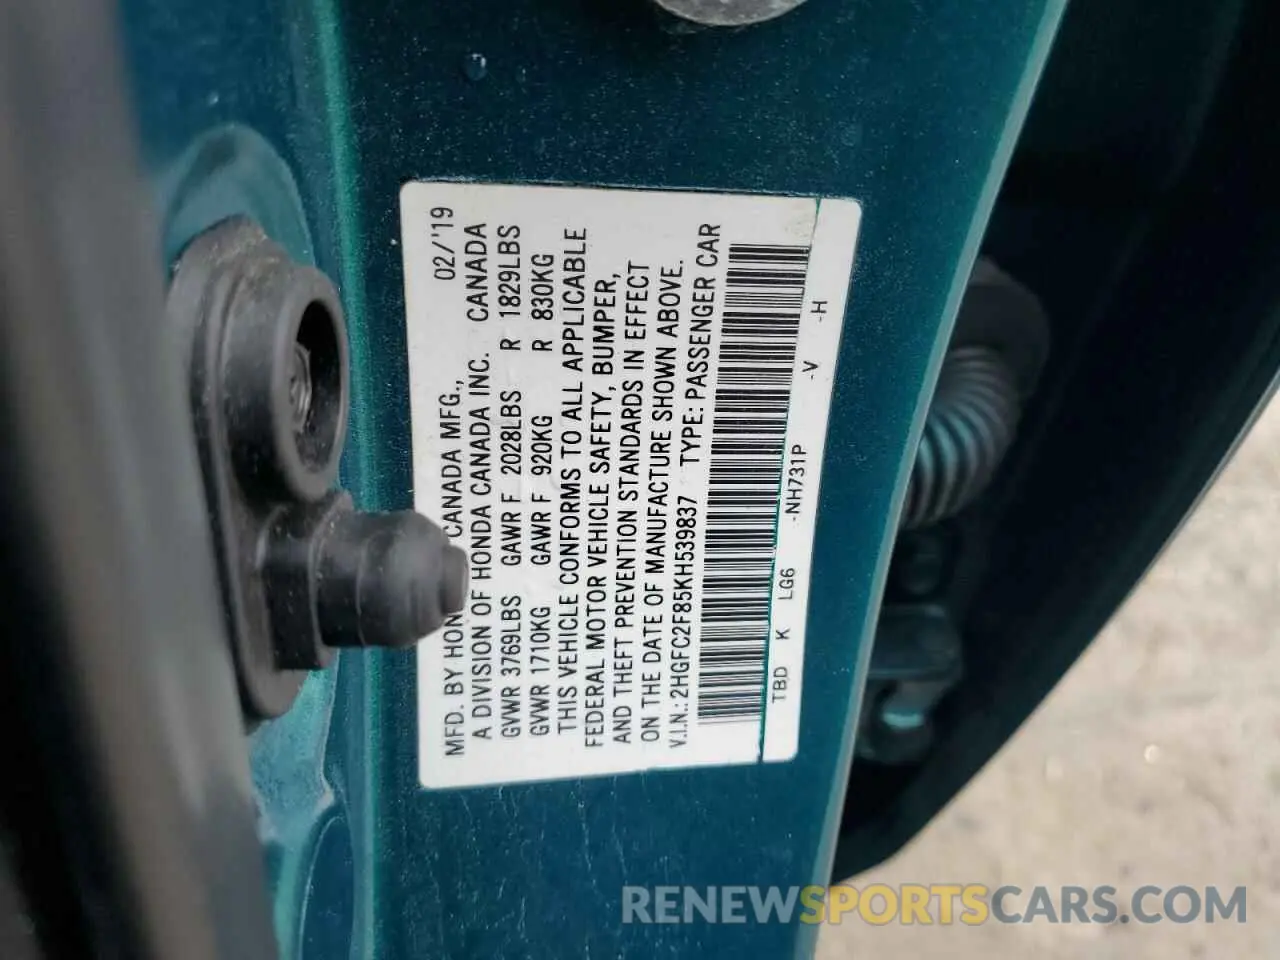 MFD. BY HON CANADA MFG., 02/'19
A DIVISION OF HONDA CANADA INC. CANADA
GVWR 3769LBS GAWR F 2028LBS R 1829LBS
GVWR 1710KG GAWR F 920KG R 830KG
THIS VEHICLE CONFORMS TO ALL APPLICABLE
FEDERAL MOTOR VEHICLE SAFETY, BUMPER,
AND THEFT PREVENTION STANDARDS IN EFFECT
ON THE DATE OF MANUFACTURE SHOWN ABOVE.
V.I.N.: 2HGFC2F85KH539837 TYPE: PASSENGER CAR
TBD K LG6 -NH731P -V -H
RENEWSPORTSCARS.COM